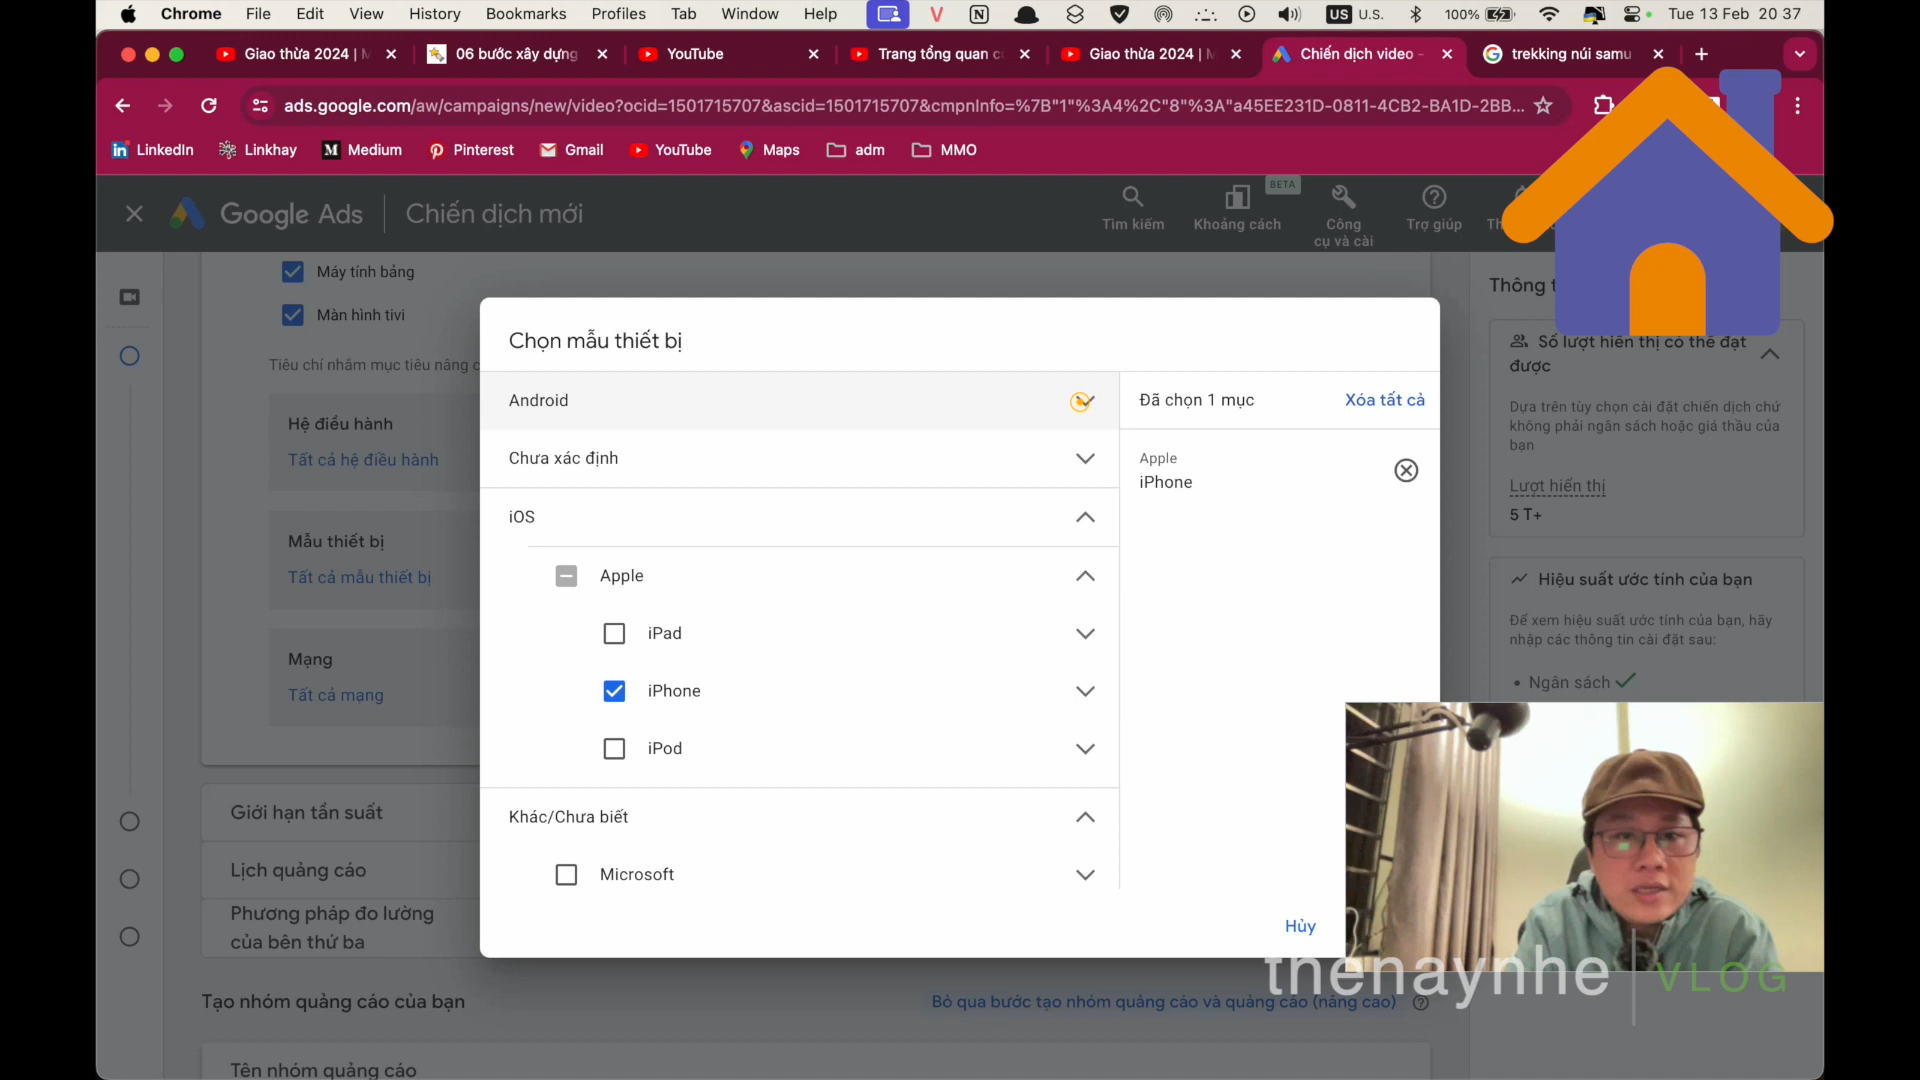 Chrome File Edit View History Bookmarks Profiles Tab Window Help V N US U.S. 100% Tue 13 Feb 20 37
Giao thừa 2024 | 06 bước xây dựng YouTube Trang tổng quan Giao thừa 2024 | Chiến dịch video - trekking núi samu
ads.google.com/aw/campaigns/new/video?ocid=1501715707&ascid=1501715707&cmpnInfo=%7B"1"%3A4%2C"8"%3A"a45EE231D-0811-4CB2-BA1D-2BB...
LinkedIn Linkhay Medium Pinterest Gmail YouTube Maps adm MMO
Google Ads Chiến dịch mới
Tìm kiếm
BETA
Khoảng cách
Công
cụ và cài
Trợ giúp
Máy tính bảng
Màn hình tivi
Tiêu chí nhắm mục tiêu nâng
Hệ điều hành
Tất cả hệ điều hành
Mẫu thiết bị
Tất cả mẫu thiết bị
Mạng
Tất cả mạng
Giới hạn tần suất
Lịch quảng cáo
Phương pháp đo lường
của bên thứ ba
Tạo nhóm quảng cáo của bạn
Bỏ qua bước tạo nhóm quảng cáo và quảng cáo (nâng cao)
Tên nhóm quảng cáo
Chọn mẫu thiết bị
Android
Chưa xác định
iOS
Apple
iPad
iPhone
iPod
Khác/Chưa biết
Microsoft
Đã chọn 1 mục Xóa tất cả
Apple
iPhone
Hủy
Thông
Số lượt hiển thị có thể đạt
được
Dựa trên tùy chọn cài đặt chiến dịch chứ
không phải ngân sách hoặc giá thầu của
bạn
Lượt hiển thị
5 T+
Hiệu suất ước tính của bạn
Để xem hiệu suất ước tính của bạn, hãy
nhập các thông tin cài đặt sau:
• Ngân sách
thenaynhe VLOG